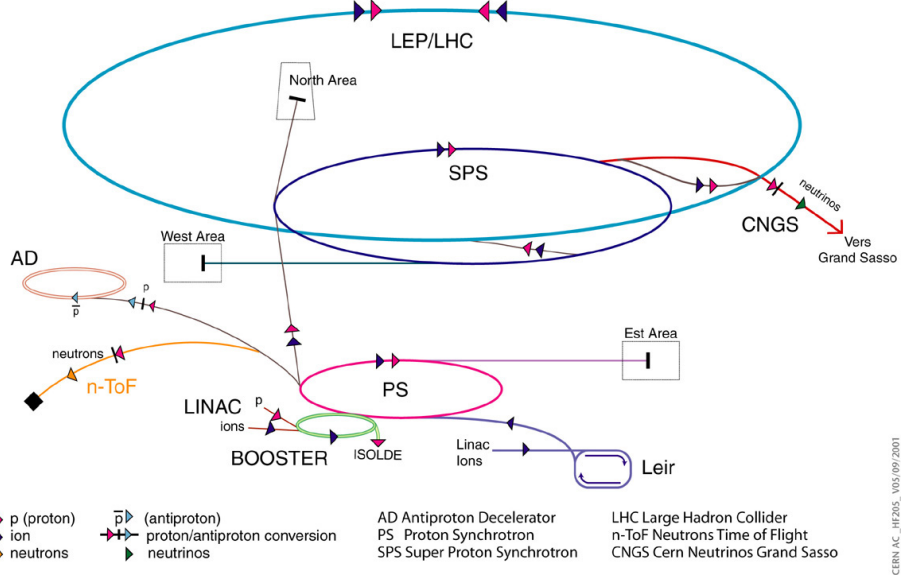 LEP/LHC
North Area
SPS
neutrinos
CNGS
Vers
Grand Sasso
West Area
AD
p
p̅
neutrons
n-ToF
Est Area
PS
LINAC
p
ions
BOOSTER
ISOLDE
Linac
Ions
Leir
p (proton)
ion
neutrons
p̅ (antiproton)
proton/antiproton conversion
neutrinos
AD Antiproton Decelerator
PS Proton Synchrotron
SPS Super Proton Synchrotron
LHC Large Hadron Collider
n-ToF Neutrons Time of Flight
CNGS Cern Neutrinos Grand Sasso
CERN AC_HF205_V05/09/2001